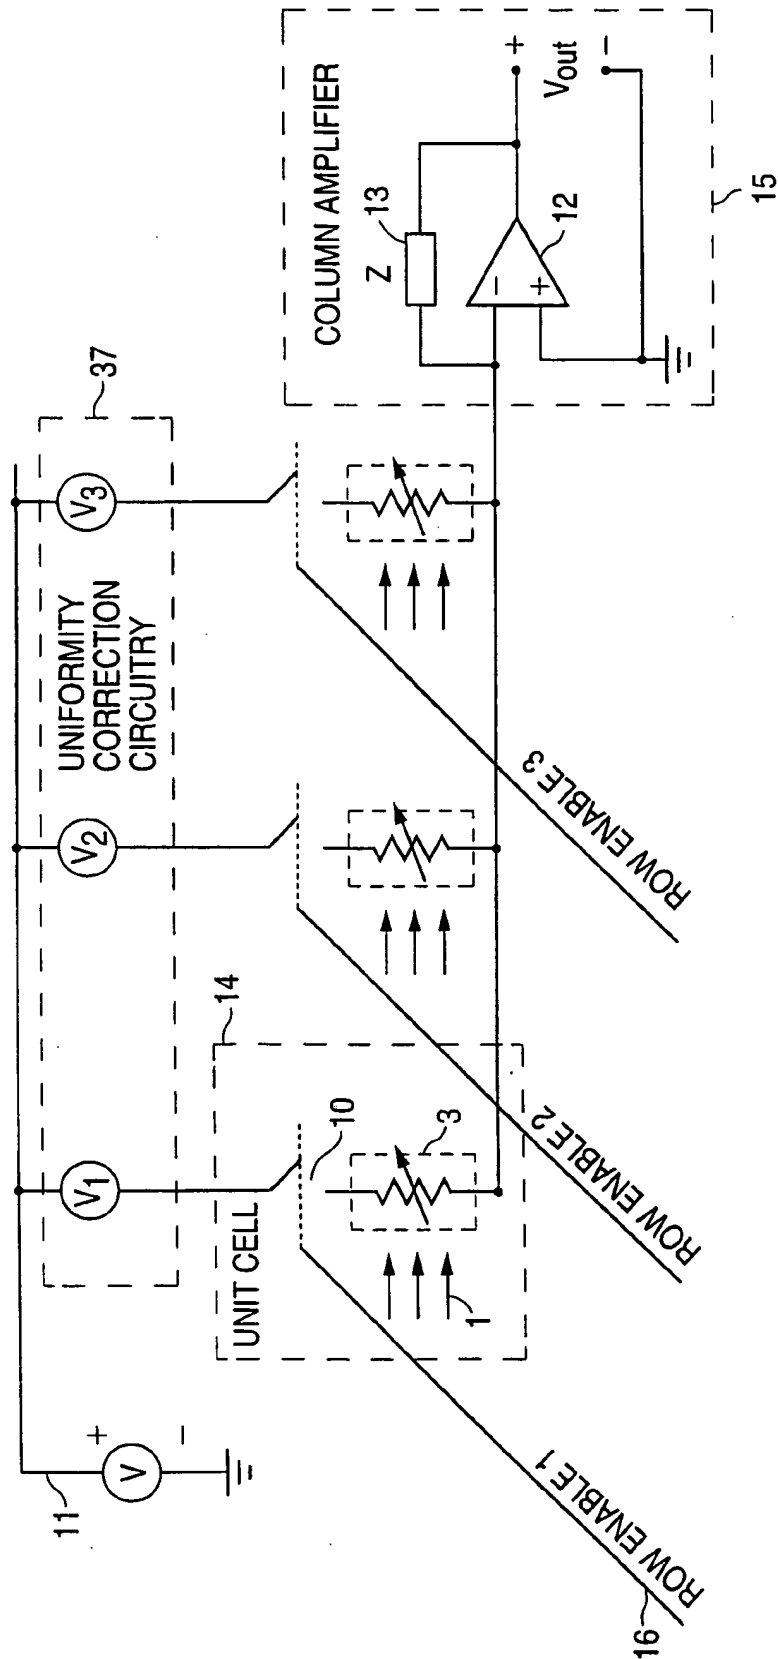 11
V
+
−
V1
V2
V3
37
UNIFORMITY
CORRECTION
CIRCUITRY
14
UNIT CELL
10
3
1
16
ROW ENABLE 1
ROW ENABLE 2
ROW ENABLE 3
COLUMN AMPLIFIER
Z
13
−
+
12
+
Vout
−
15